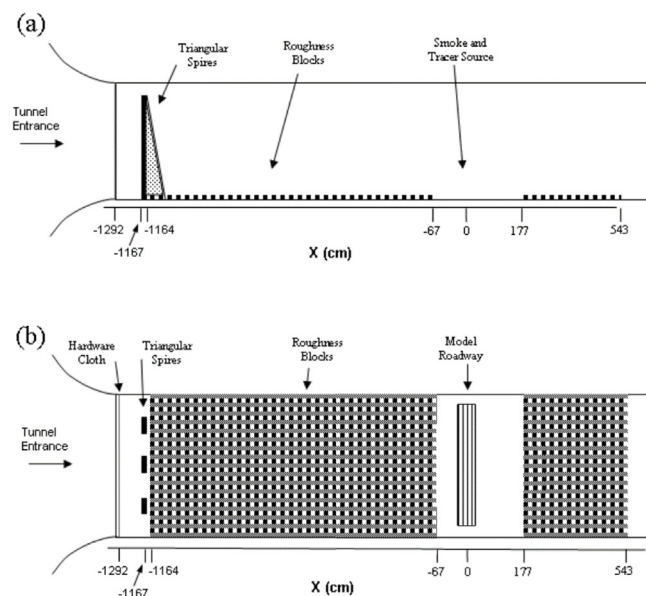 (a)
Triangular
Spires
Roughness
Blocks
Smoke and
Tracer Source
Tunnel
Entrance
-1292
-1164
-67
0
177
543
-1167
X (cm)
(b)
Hardware
Cloth
Triangular
Spires
Roughness
Blocks
Model
Roadway
Tunnel
Entrance
-1292
-1164
-67
0
177
543
-1167
X (cm)